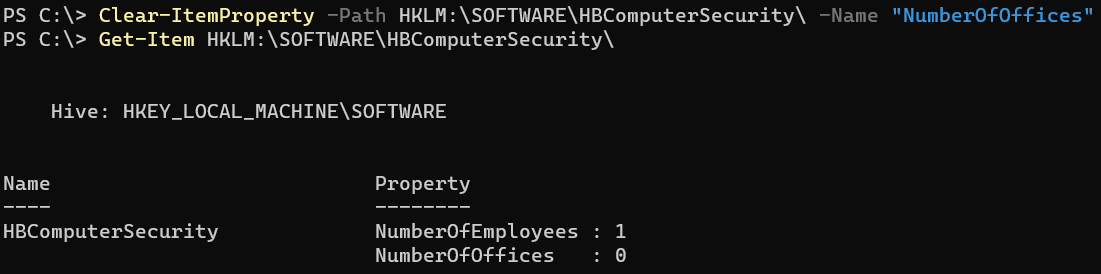 PS C:\> Clear-ItemProperty -Path HKLM:\SOFTWARE\HBComputerSecurity\ -Name "NumberOfOffices"
PS C:\> Get-Item HKLM:\SOFTWARE\HBComputerSecurity\
    Hive: HKEY_LOCAL_MACHINE\SOFTWARE
Name                           Property
----                           --------
HBComputerSecurity             NumberOfEmployees : 1
                               NumberOfOffices   : 0